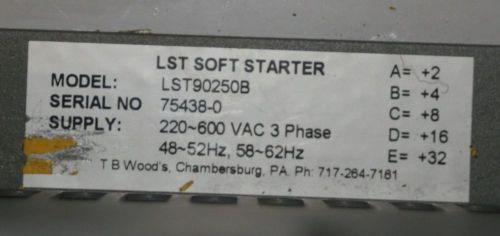 LST SOFT STARTER
MODEL: LST90250B
SERIAL NO 75438-0
SUPPLY: 220~600 VAC 3 Phase
48~52Hz, 58~62Hz
T B Wood's, Chambersburg, PA. Ph: 717-264-7161
A= +2
B= +4
C= +8
D= +16
E= +32